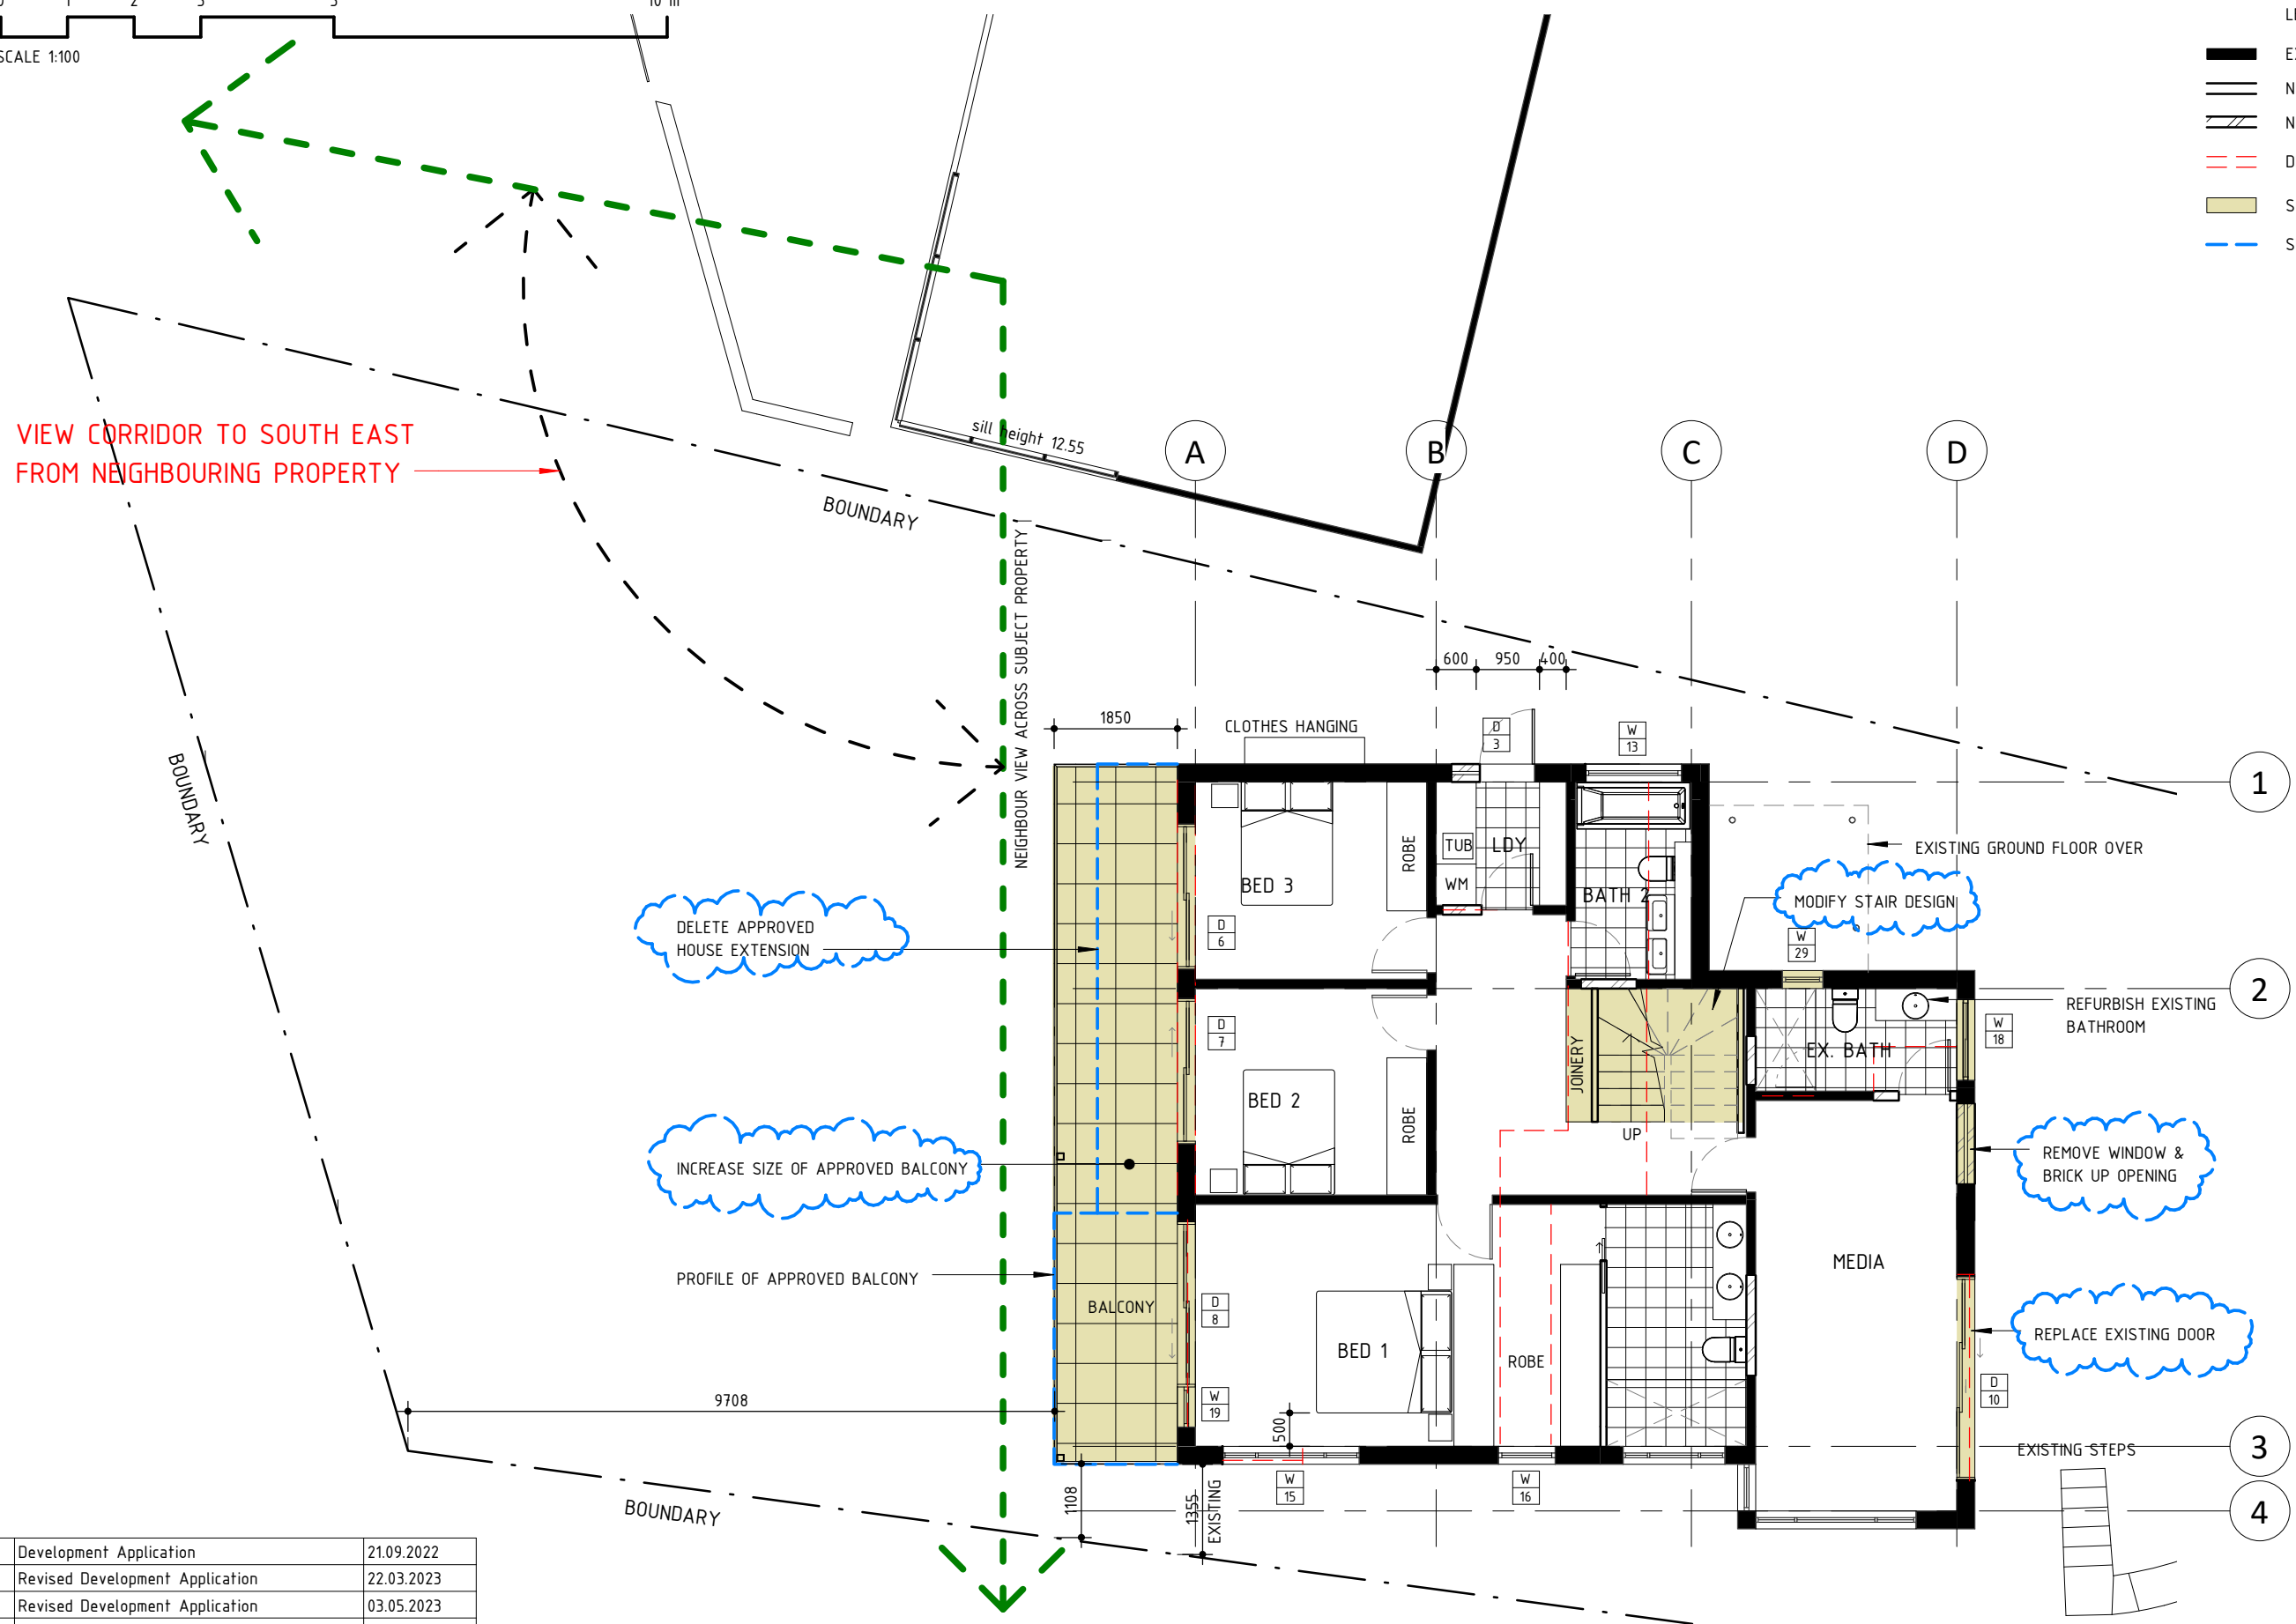 SCALE 1:100
10 m
VIEW CORRIDOR TO SOUTH EAST
FROM NEIGHBOURING PROPERTY
sill height 12.55
BOUNDARY
BOUNDARY
BOUNDARY
NEIGHBOUR VIEW ACROSS SUBJECT PROPERTY
A
B
C
D
1
2
3
4
600
950
400
1850
CLOTHES HANGING
D
3
W
13
TUB
LDY
WM
BATH 2
ROBE
BED 3
D
6
EXISTING GROUND FLOOR OVER
MODIFY STAIR DESIGN
W
29
DELETE APPROVED
HOUSE EXTENSION
REFURBISH EXISTING
BATHROOM
W
18
EX. BATH
D
7
JOINERY
UP
BED 2
ROBE
INCREASE SIZE OF APPROVED BALCONY
REMOVE WINDOW &
BRICK UP OPENING
MEDIA
PROFILE OF APPROVED BALCONY
BALCONY
D
8
BED 1
ROBE
REPLACE EXISTING DOOR
D
10
9708
W
19
500
EXISTING STEPS
1108
1355
EXISTING
W
15
W
16
Development Application 21.09.2022
Revised Development Application 22.03.2023
Revised Development Application 03.05.2023